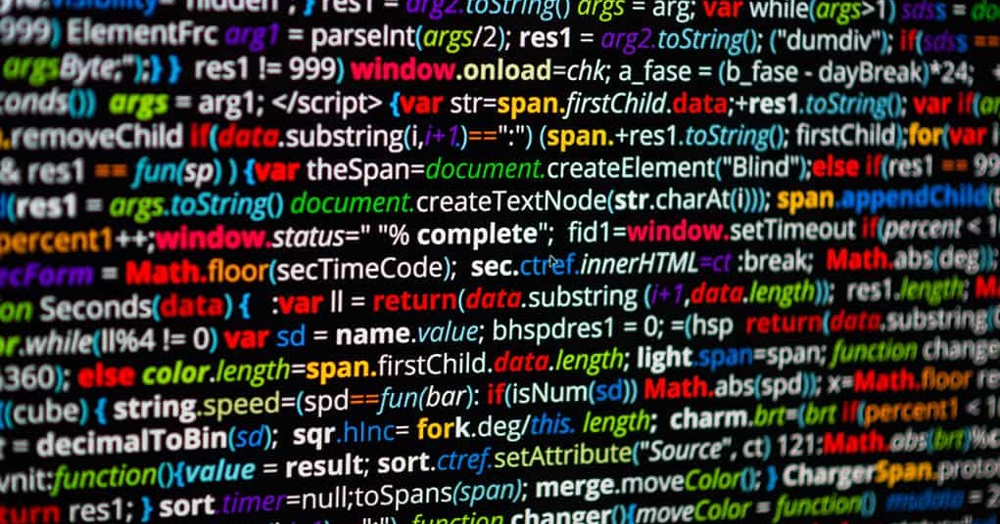 res1 = arg2.toString() args = arg; var while(args>1) sdss =
999) ElementFrc arg1 = parseInt(args/2); res1 = arg2.toString(); ("dumdiv"); if(sdss ==
argsByte;");} } res1 != 999) window.onload=chk; a_fase = (b_fase - dayBreak)*24;
conds()) args = arg1; </script> {var str=span.firstChild.data;+res1.toString(); var if(ar
.removeChild if(data.substring(i,i+1)==":") (span.+res1.toString(); firstChild);for(var
& res1 == fun(sp) ) {var theSpan=document.createElement("Blind");else if(res1 == 99
(res1 = args.toString() document.createTextNode(str.charAt(i))); span.appendChild(
percent1++;window.status=" "% complete"; fid1=window.setTimeout if(percent < 1
ecForm = Math.floor(secTimeCode); sec.ctref.innerHTML=ct :break; Math.abs(deg));
on Seconds(data) { :var ll = return(data.substring (i+1,data.length)); res1.length;
or.while(ll%4 != 0) var sd = name.value; bhspdres1 = 0; =(hsp return(data,substring(
360); else color.length=span.firstChild.data.length; light.span=span; function change
((cube) { string.speed=(spd==fun(bar): if(isNum(sd)) Math.abs(spd)); x=Math.floor re
= decimalToBin(sd); sqr.hInc= fork.deg/this. length; charm.brt=(brt if(percent1 < 1
vnit:function(){value = result; sort.ctref.setAttribute("Source", ct) 121:Math.abs(brt)%
turn res1; } sort.timer=null;toSpans(span); merge.moveColor(); } ChargerSpan.proto
function changer(){moveColor = function()